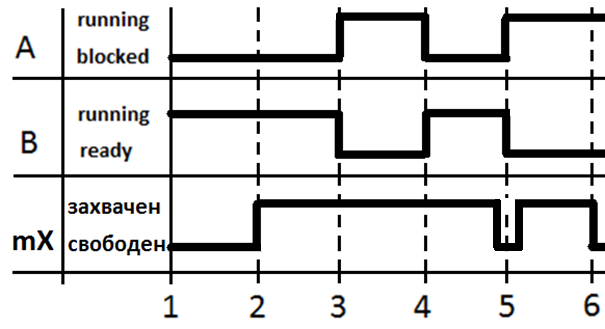 running
A
blocked
running
B
ready
захвачен
mX
свободен
1 2 3 4 5 6